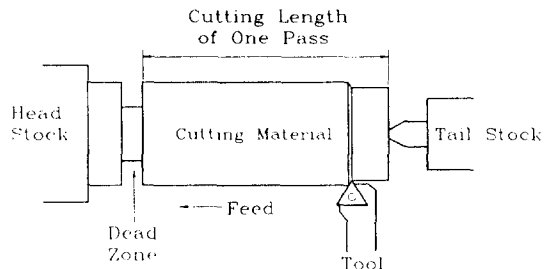 Cutting Length
of One Pass
Head
Stock
Cutting Material
Tail Stock
Feed
Dead
Zone
Tool